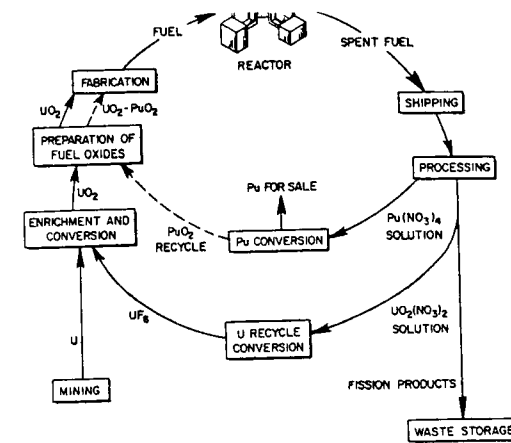 FUEL
SPENT FUEL
REACTOR
FABRICATION
SHIPPING
UO2
UO2-PuO2
PREPARATION OF
FUEL OXIDES
PROCESSING
UO2
Pu FOR SALE
ENRICHMENT AND
CONVERSION
PuO2
RECYCLE
Pu CONVERSION
Pu(NO3)4
SOLUTION
U
UF6
U RECYCLE
CONVERSION
UO2(NO3)2
SOLUTION
MINING
FISSION PRODUCTS
WASTE STORAGE